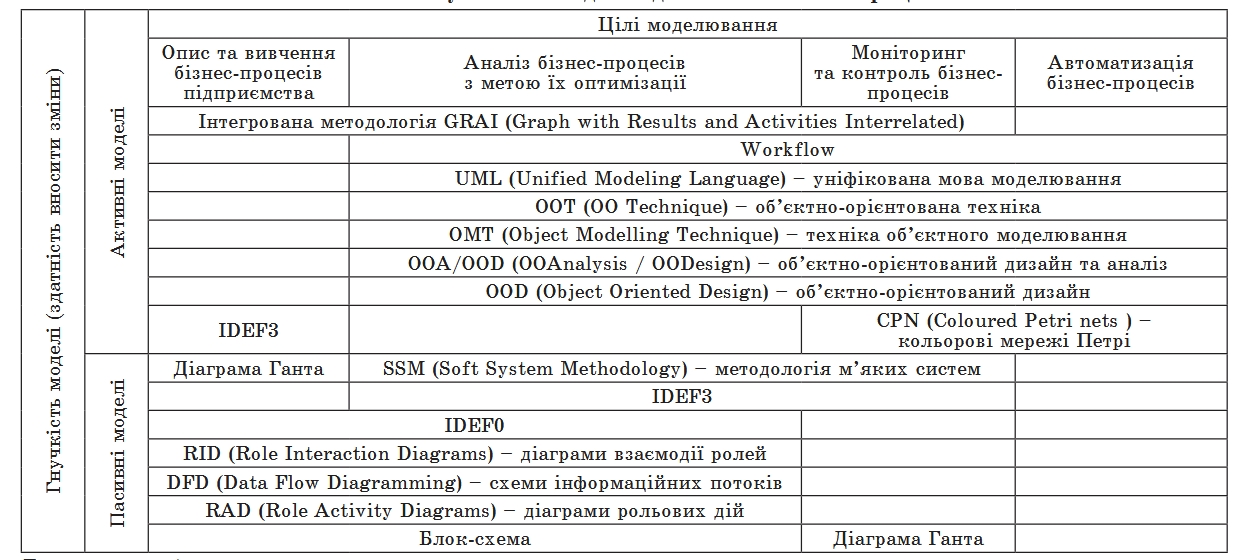 Гнучкість моделі (здатність вносити зміни)
Активні моделі
Цілі моделювання
Опис та вивчення
бізнес-процесів
підприємства
Аналіз бізнес-процесів
з метою їх оптимізації
Моніторинг
та контроль бізнес-
процесів
Автоматизація
бізнес-процесів
Інтегрована методологія GRAI (Graph with Results and Activities Interrelated)
Workflow
UML (Unified Modeling Language) – уніфікована мова моделювання
OOT (OO Technique) – об’єктно-орієнтована техніка
OMT (Object Modelling Technique) – техніка об’єктного моделювання
OOA/OOD (OOAnalysis / OODesign) – об’єктно-орієнтований дизайн та аналіз
OOD (Object Oriented Design) – об’єктно-орієнтований дизайн
IDEF3
CPN (Coloured Petri nets ) –
кольорові мережі Петрі
Пасивні моделі
Діаграма Ганта
SSM (Soft System Methodology) – методологія м’яких систем
IDEF3
IDEF0
RID (Role Interaction Diagrams) – діаграми взаємодії ролей
DFD (Data Flow Diagramming) – схеми інформаційних потоків
RAD (Role Activity Diagrams) – діаграми рольових дій
Блок-схема
Діаграма Ганта